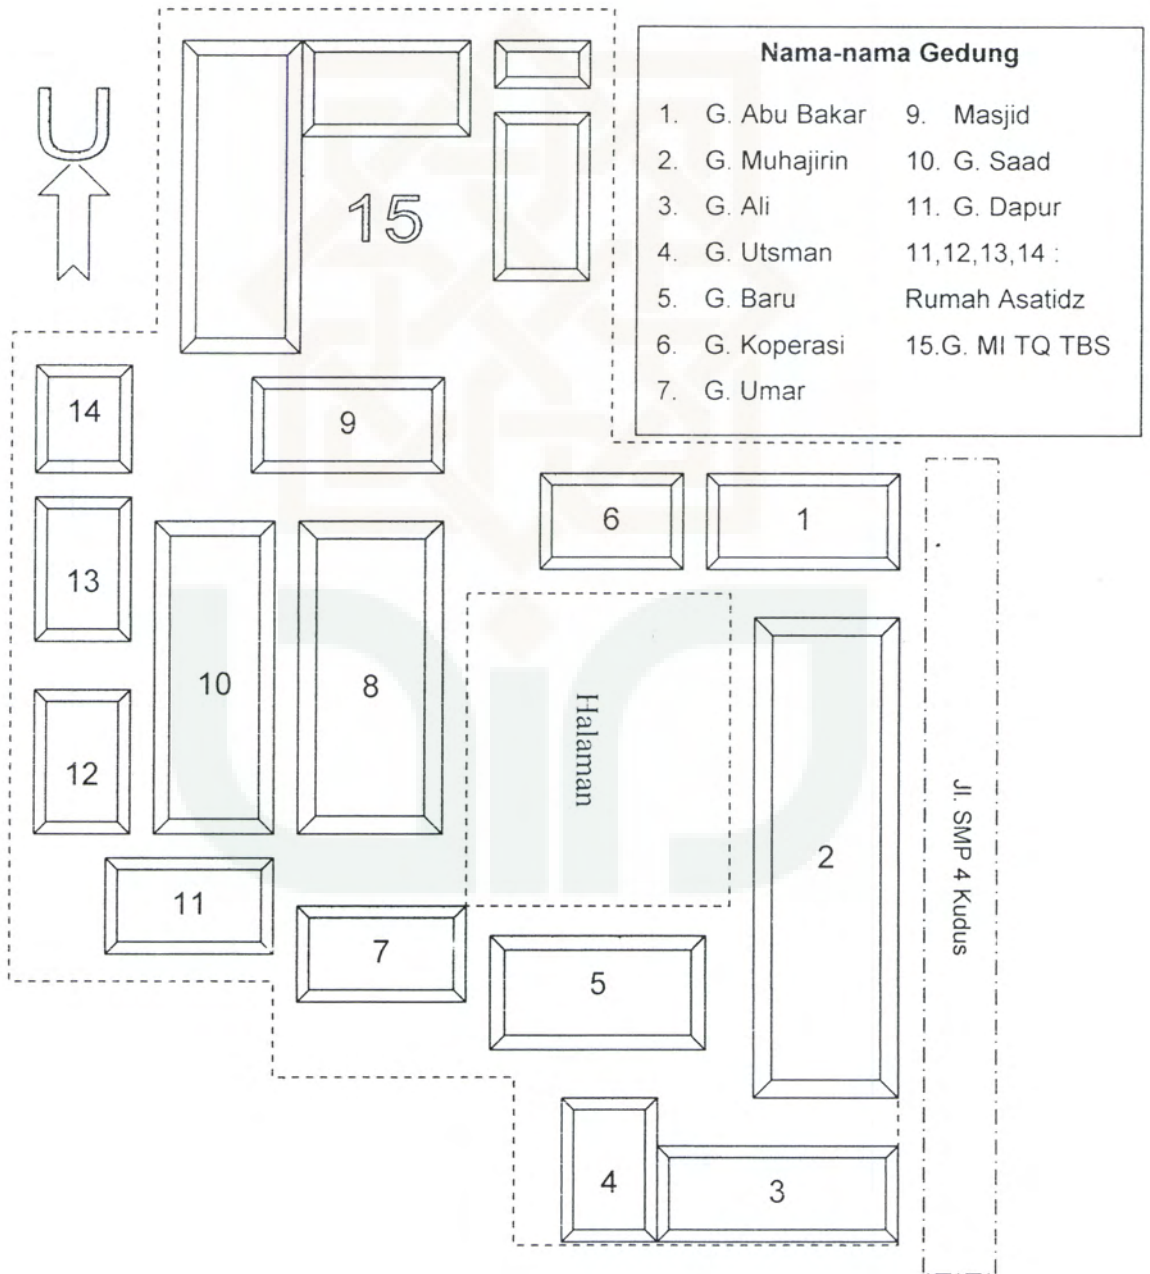 Nama-nama Gedung
1. G. Abu Bakar
2. G. Muhajirin
3. G. Ali
4. G. Utsman
5. G. Baru
6. G. Koperasi
7. G. Umar
9. Masjid
10. G. Saad
11. G. Dapur
11,12,13,14 :
Rumah Asatidz
15.G. MI TQ TBS
U
15
14
9
6
1
13
10
8
Halaman
12
2
Jl. SMP 4 Kudus
11
7
5
4
3